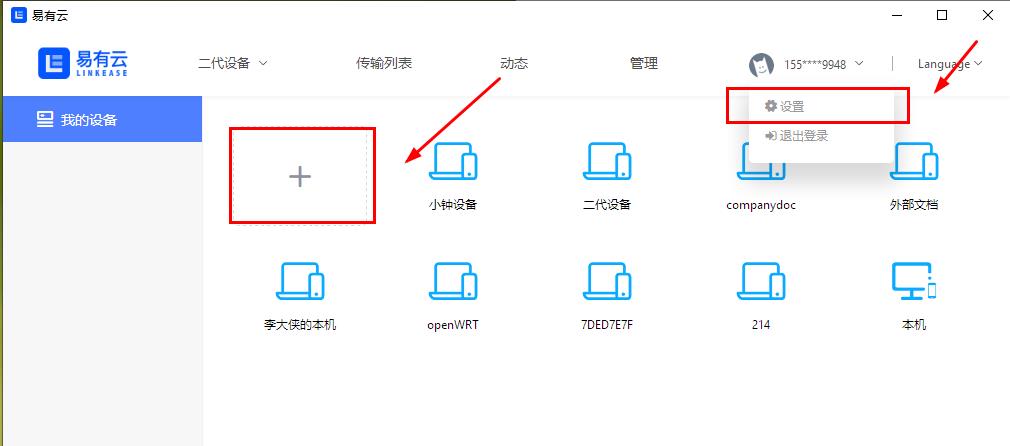 易有云
易有云
LINKEASE
二代设备
传输列表
动态
管理
155****9948
Language
我的设备
设置
退出登录
小钟设备
二代设备
companydoc
外部文档
李大侠的本机
openWRT
7DED7E7F
214
本机